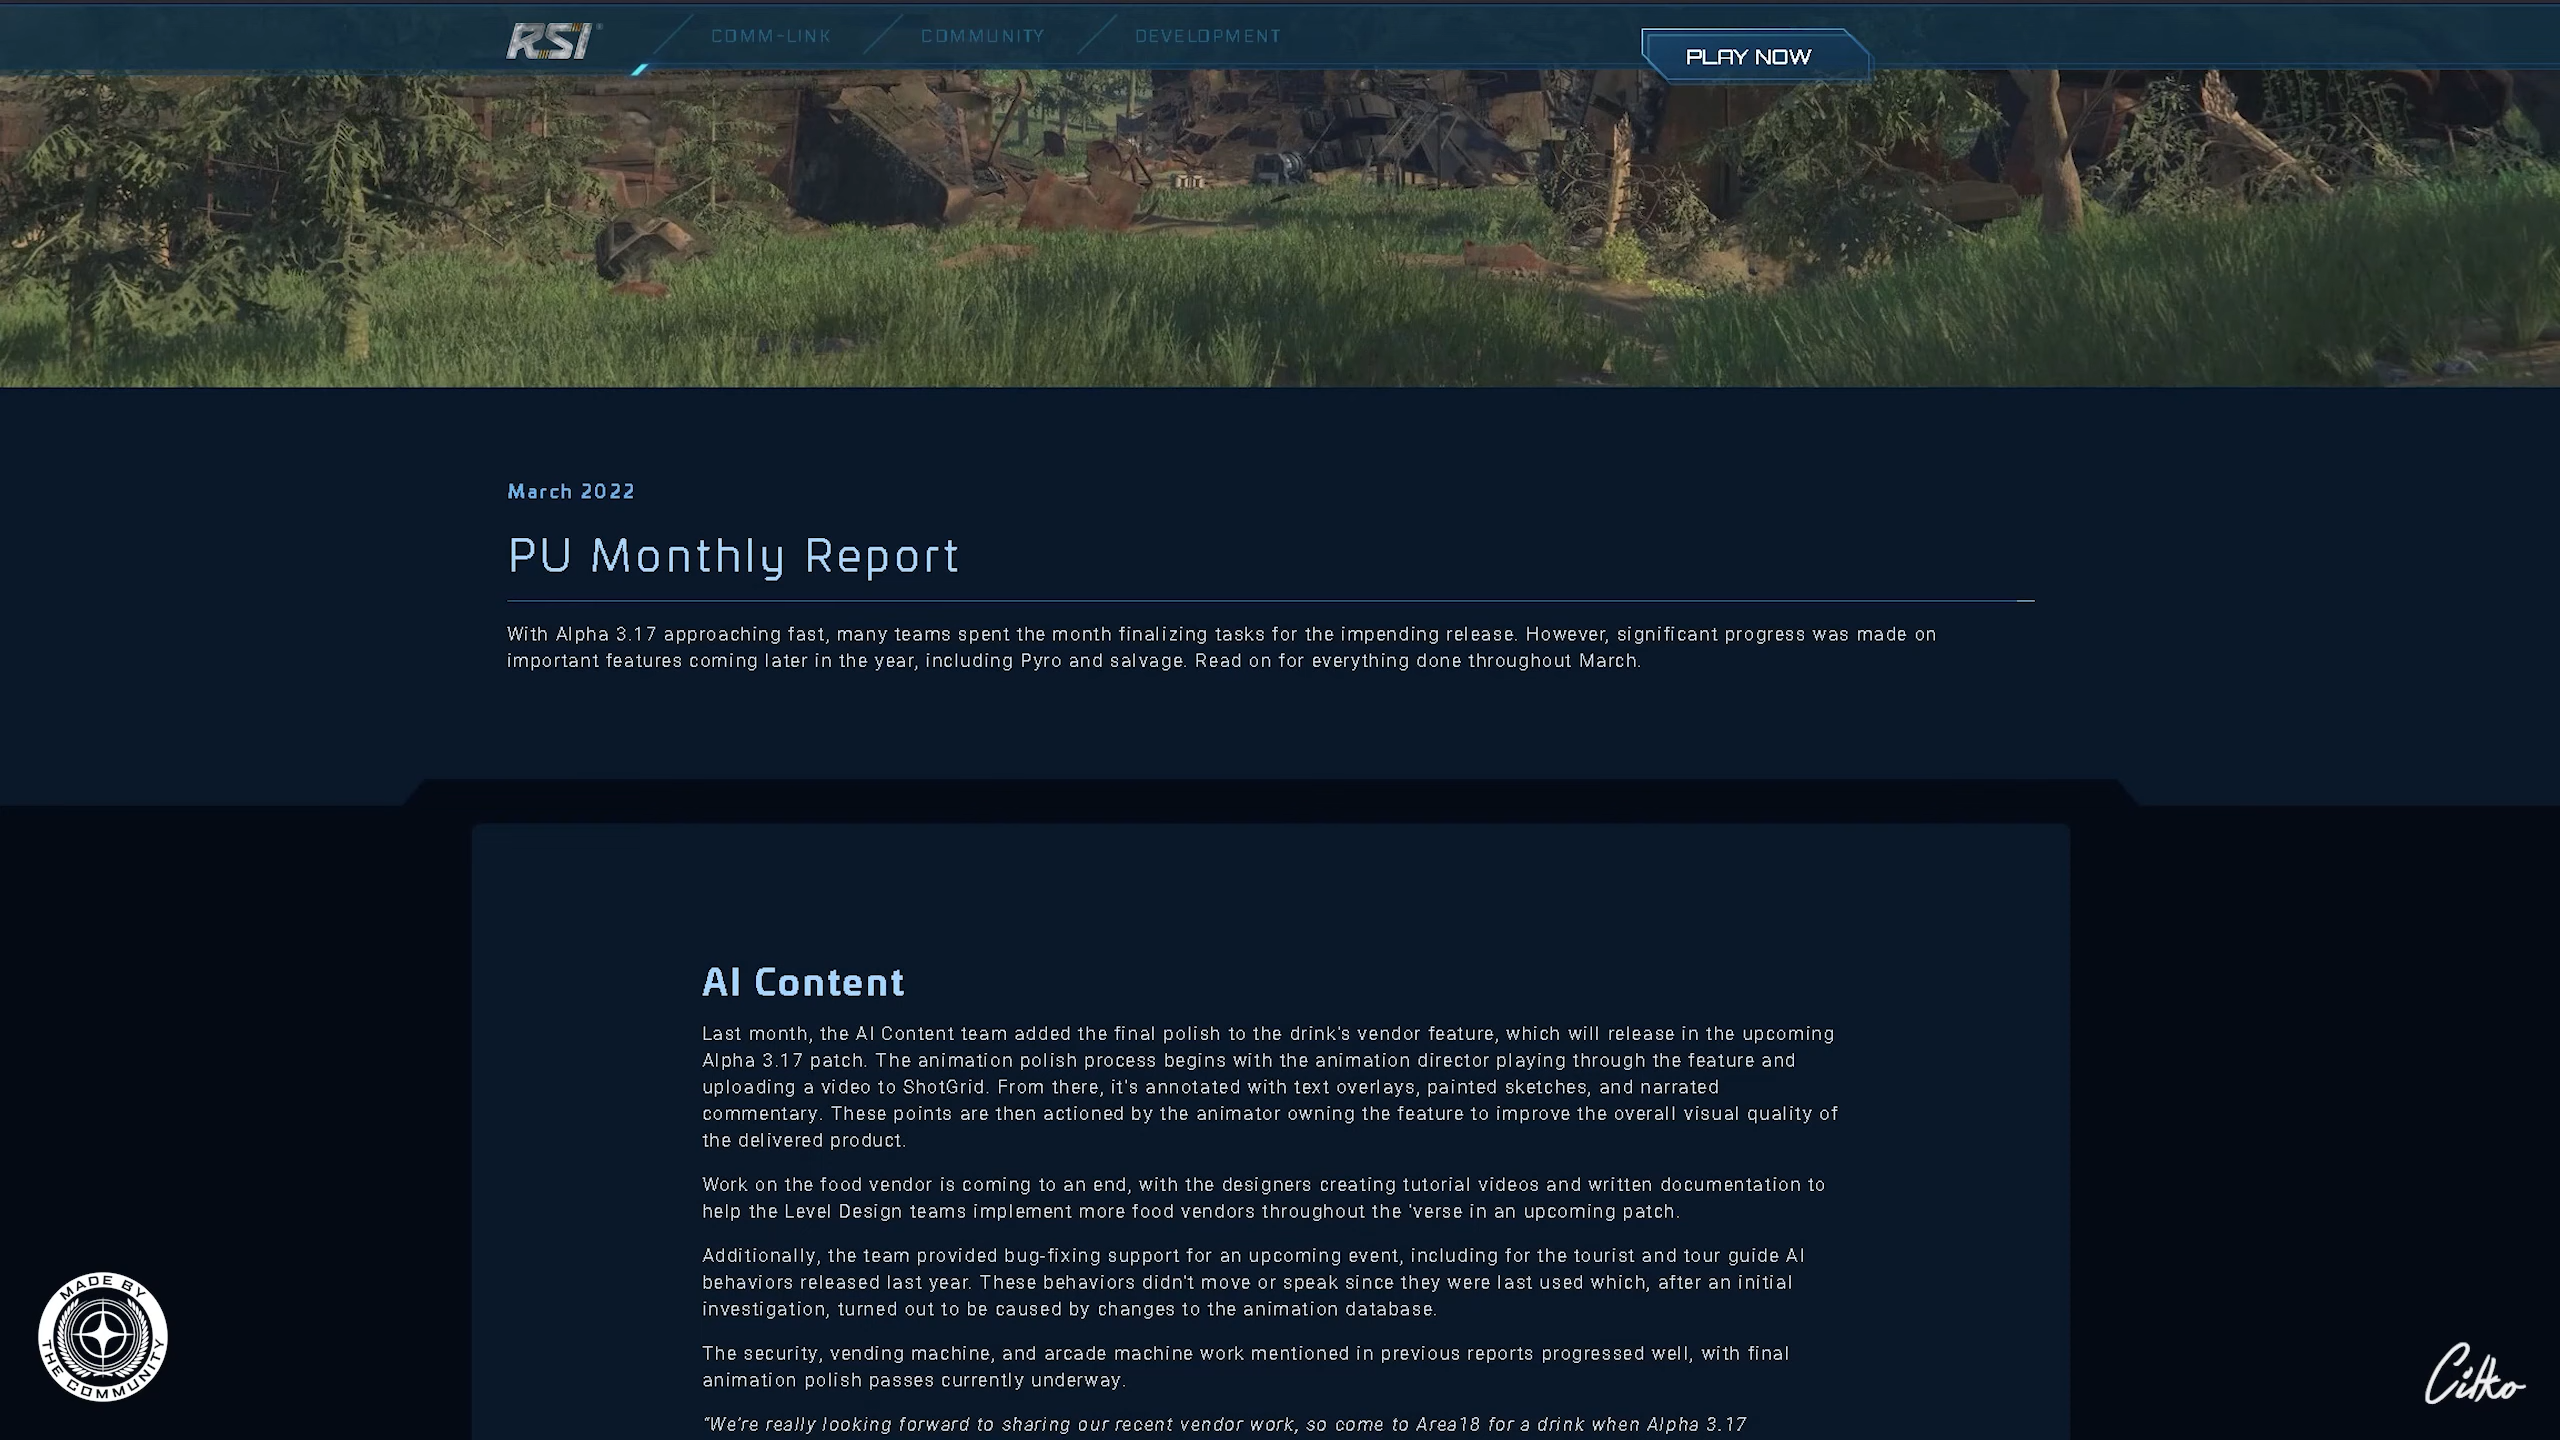 RSI
COMM-LINK
COMMUNITY
DEVELOPMENT
PLAY NOW
March 2022
PU Monthly Report
With Alpha 3.17 approaching fast, many teams spent the month finalizing tasks for the impending release. However, significant progress was made on
important features coming later in the year, including Pyro and salvage. Read on for everything done throughout March.
AI Content
Last month, the AI Content team added the final polish to the drink's vendor feature, which will release in the upcoming
Alpha 3.17 patch. The animation polish process begins with the animation director playing through the feature and
uploading a video to ShotGrid. From there, it's annotated with text overlays, painted sketches, and narrated
commentary. These points are then actioned by the animator owning the feature to improve the overall visual quality of
the delivered product.
Work on the food vendor is coming to an end, with the designers creating tutorial videos and written documentation to
help the Level Design teams implement more food vendors throughout the 'verse in an upcoming patch.
Additionally, the team provided bug-fixing support for an upcoming event, including for the tourist and tour guide AI
behaviors released last year. These behaviors didn't move or speak since they were last used which, after an initial
investigation, turned out to be caused by changes to the animation database.
The security, vending machine, and arcade machine work mentioned in previous reports progressed well, with final
animation polish passes currently underway.
“We’re really looking forward to sharing our recent vendor work, so come to Area18 for a drink when Alpha 3.17
MADE BY
THE COMMUNITY